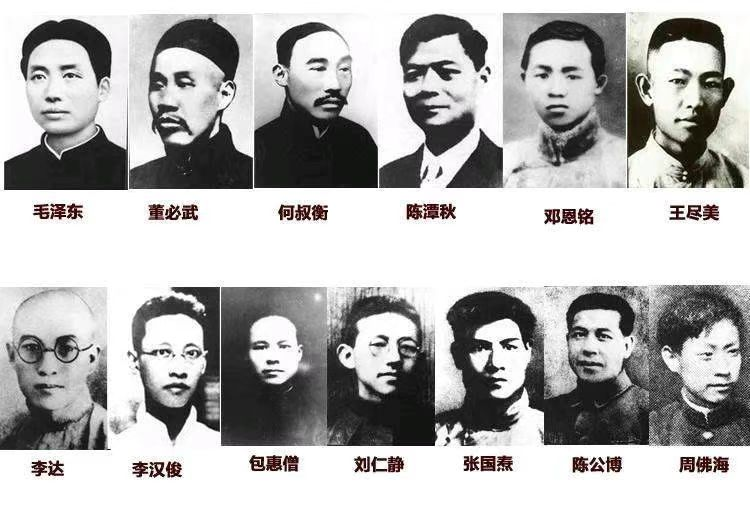 毛泽东 董必武 何叔衡 陈潭秋 邓恩铭 王尽美
李达 李汉俊 包惠僧 刘仁静 张国焘 陈公博 周佛海